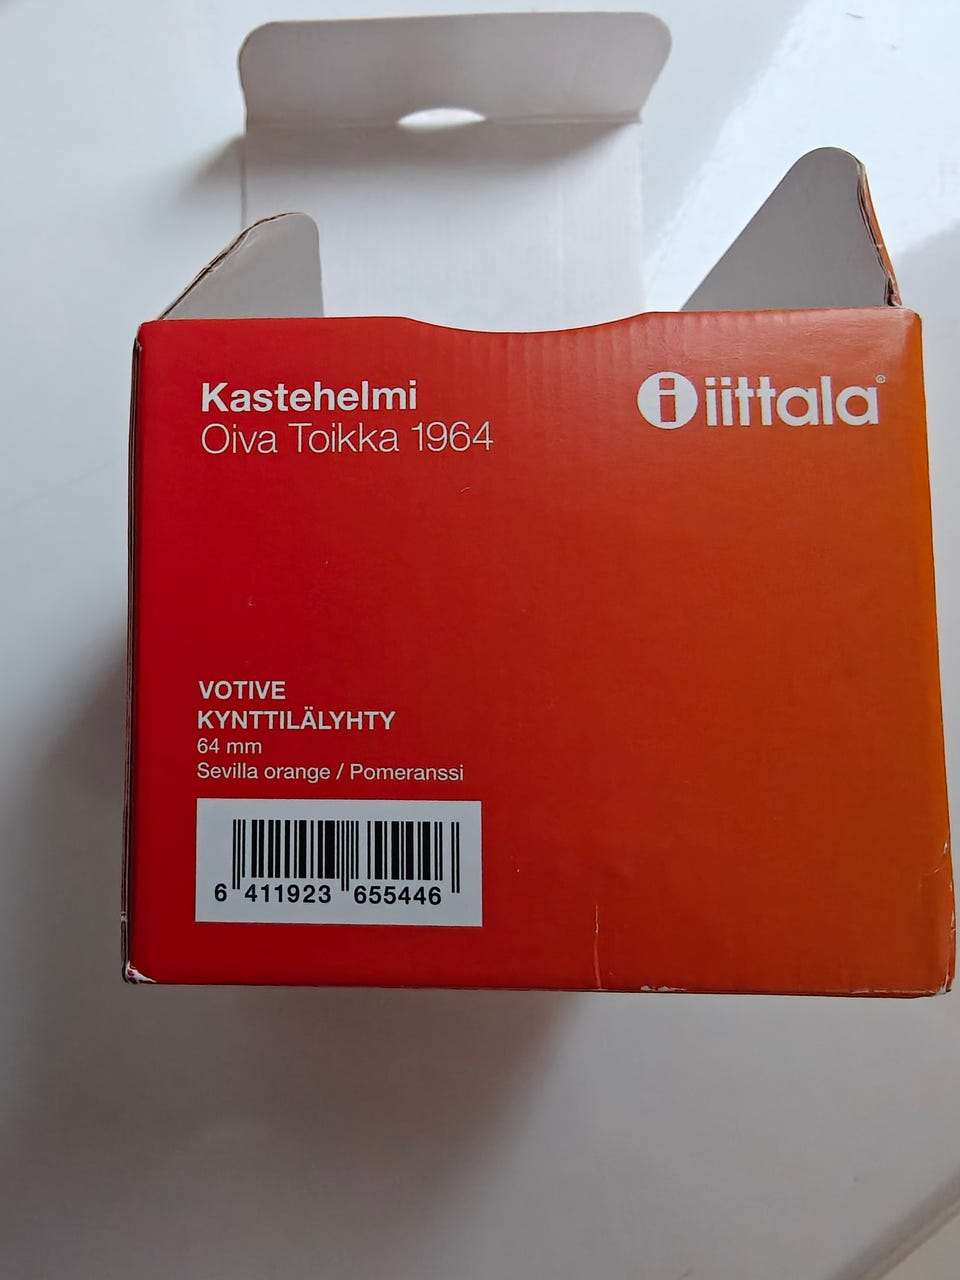 Kastehelmi
Oiva Toikka 1964
i iittala®
VOTIVE
KYNTTILÄLYHTY
64 mm
Sevilla orange / Pomeranssi
6 411923 655446